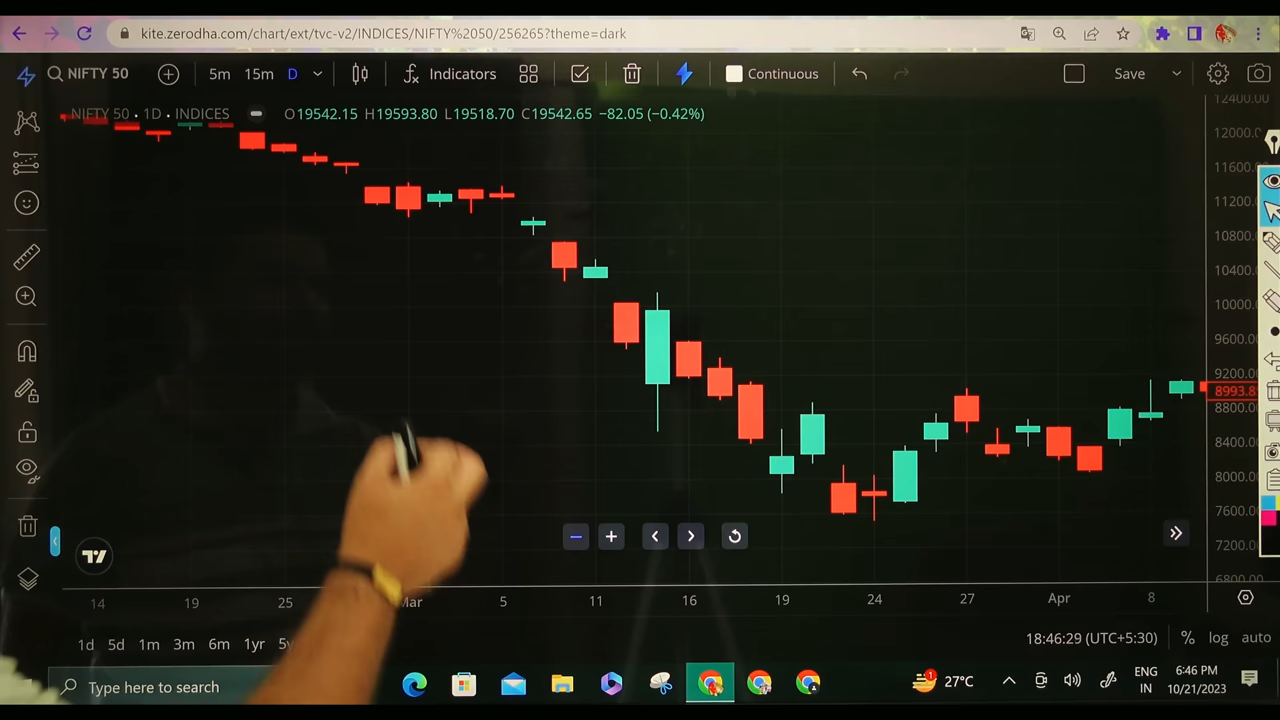 kite.zerodha.com/chart/ext/tvc-v2/INDICES/NIFTY%2050/256265?theme=dark
NIFTY 50 5m 15m D Indicators Continuous Save
NIFTY 50 · 1D · INDICES O19542.15 H19593.80 L19518.70 C19542.65 −82.05 (−0.42%)
12400.00
12000.00
11600.00
11200.00
10800.00
10400.00
10000.00
9600.00
9200.00
8993.8
8800.00
8400.00
8000.00
7600.00
7200.00
6800.00
14 19 25 Mar 5 11 16 19 24 27 Apr 8
1d 5d 1m 3m 6m 1yr 18:46:29 (UTC+5:30) % log auto
Type here to search 1 27°C ENG 6:46 PM
IN 10/21/2023